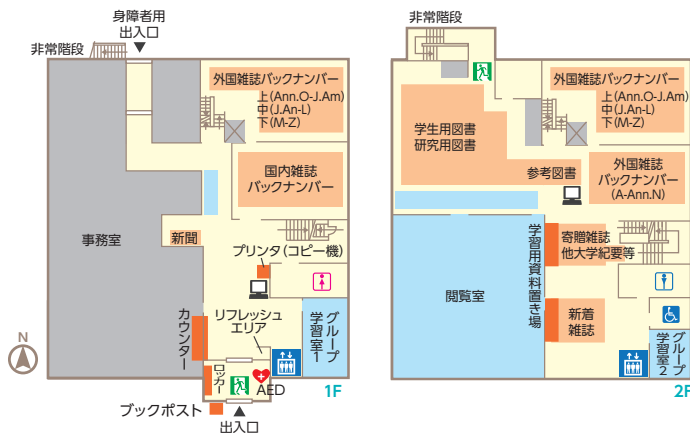 身障者用
出入口
非常階段
外国雑誌バックナンバー
上(Ann.O-J.Am)
中(J.An-L)
下(M-Z)
国内雑誌
バックナンバー
事務室
新聞
プリンタ(コピー機)
カウンター
リフレッシュ
エリア
グループ
学習室1
ロッカー
AED
1F
ブックポスト
出入口
N
非常階段
外国雑誌バックナンバー
上(Ann.O-J.Am)
中(J.An-L)
下(M-Z)
学生用図書
研究用図書
参考図書
外国雑誌
バックナンバー
(A-Ann.N)
学習用資料置き場
寄贈雑誌
他大学紀要等
閲覧室
新着
雑誌
グループ
学習室2
2F